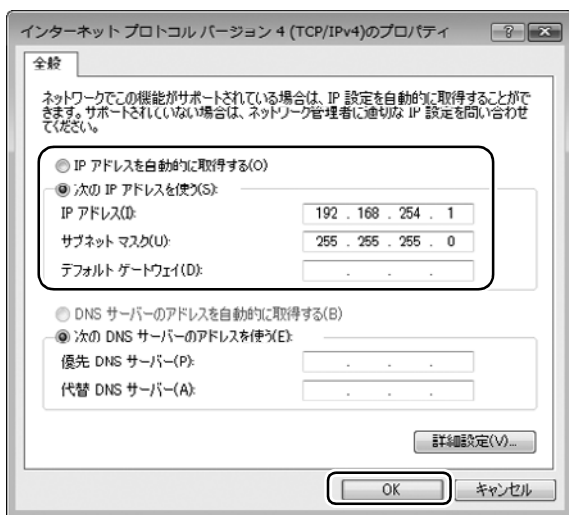 インターネット プロトコル バージョン 4 (TCP/IPv4)のプロパティ
全般
ネットワークでこの機能がサポートされている場合は、IP 設定を自動的に取得することがで
きます。サポートされていない場合は、ネットワーク管理者に適切な IP 設定を問い合わせ
てください。
IP アドレスを自動的に取得する(O)
次の IP アドレスを使う(S):
IP アドレス(I): 192 . 168 . 254 . 1
サブネット マスク(U): 255 . 255 . 255 . 0
デフォルト ゲートウェイ(D): . . .
DNS サーバーのアドレスを自動的に取得する(B)
次の DNS サーバーのアドレスを使う(E):
優先 DNS サーバー(P): . . .
代替 DNS サーバー(A): . . .
詳細設定(V)...
OK キャンセル